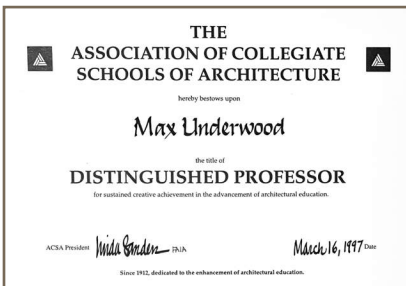 THE
ASSOCIATION OF COLLEGIATE
SCHOOLS OF ARCHITECTURE
hereby bestows upon
Max Underwood
the title of
DISTINGUISHED PROFESSOR
for sustained creative achievement in the advancement of architectural education.
ACSA President Linda Sanders FAIA March 16, 1997 Date
Since 1912, dedicated to the enhancement of architectural education.